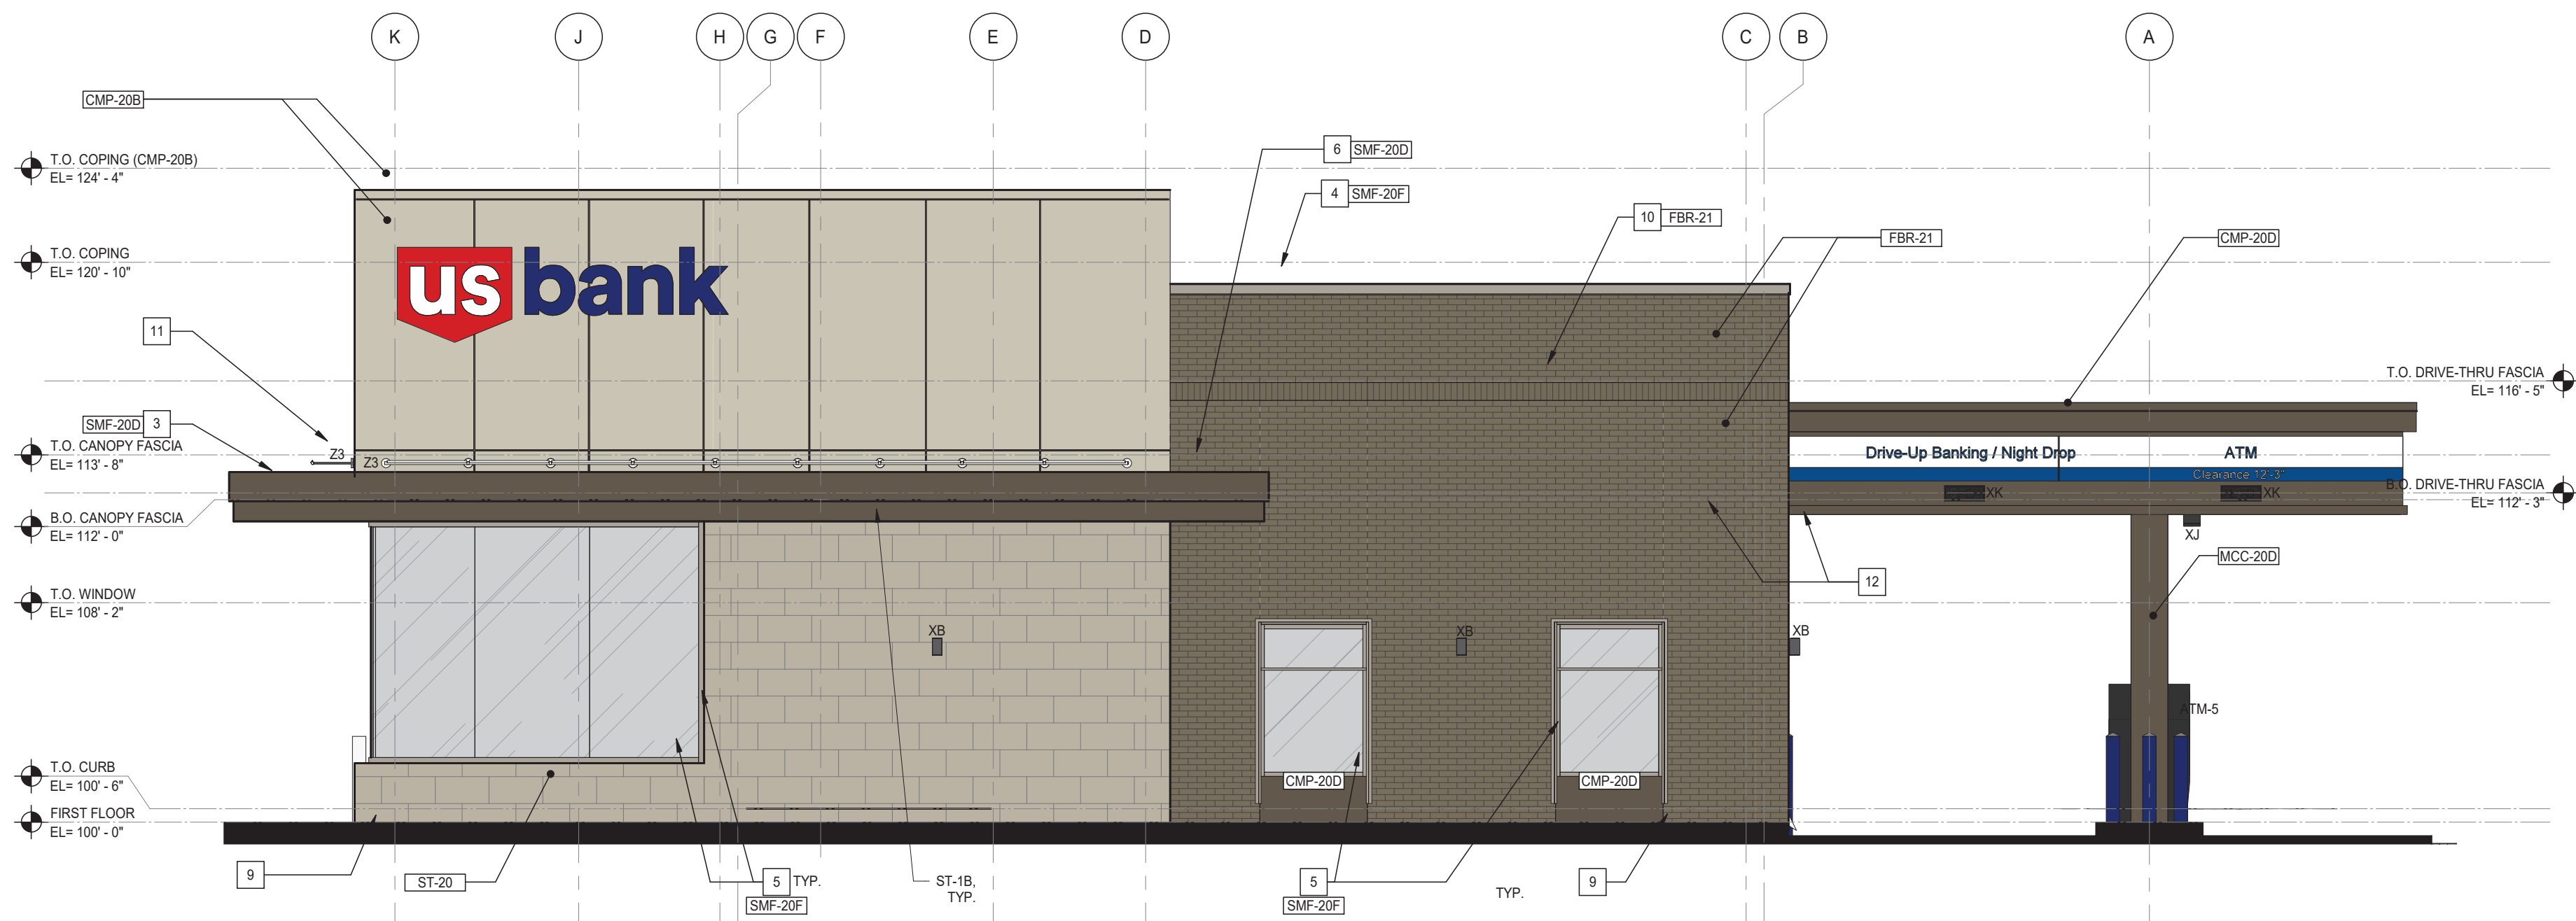 K J H G F E D C B A
CMP-20B
6 SMF-20D
T.O. COPING (CMP-20B)
EL= 124' - 4"
4 SMF-20F
10 FBR-21
FBR-21
CMP-20D
T.O. COPING
EL= 120' - 10"
us bank
11
T.O. DRIVE-THRU FASCIA
EL= 116' - 5"
SMF-20D 3
T.O. CANOPY FASCIA
EL= 113' - 8"
Z3
Z3
Drive-Up Banking / Night Drop
ATM
Clearance 12'-3"
XK
XK
B.O. DRIVE-THRU FASCIA
EL= 112' - 3"
B.O. CANOPY FASCIA
EL= 112' - 0"
XJ
MCC-20D
12
T.O. WINDOW
EL= 108' - 2"
XB
XB
XB
ATM-5
T.O. CURB
EL= 100' - 6"
CMP-20D
CMP-20D
FIRST FLOOR
EL= 100' - 0"
9
ST-20
5 TYP.
SMF-20F
ST-1B,
TYP.
5
SMF-20F
TYP.
9